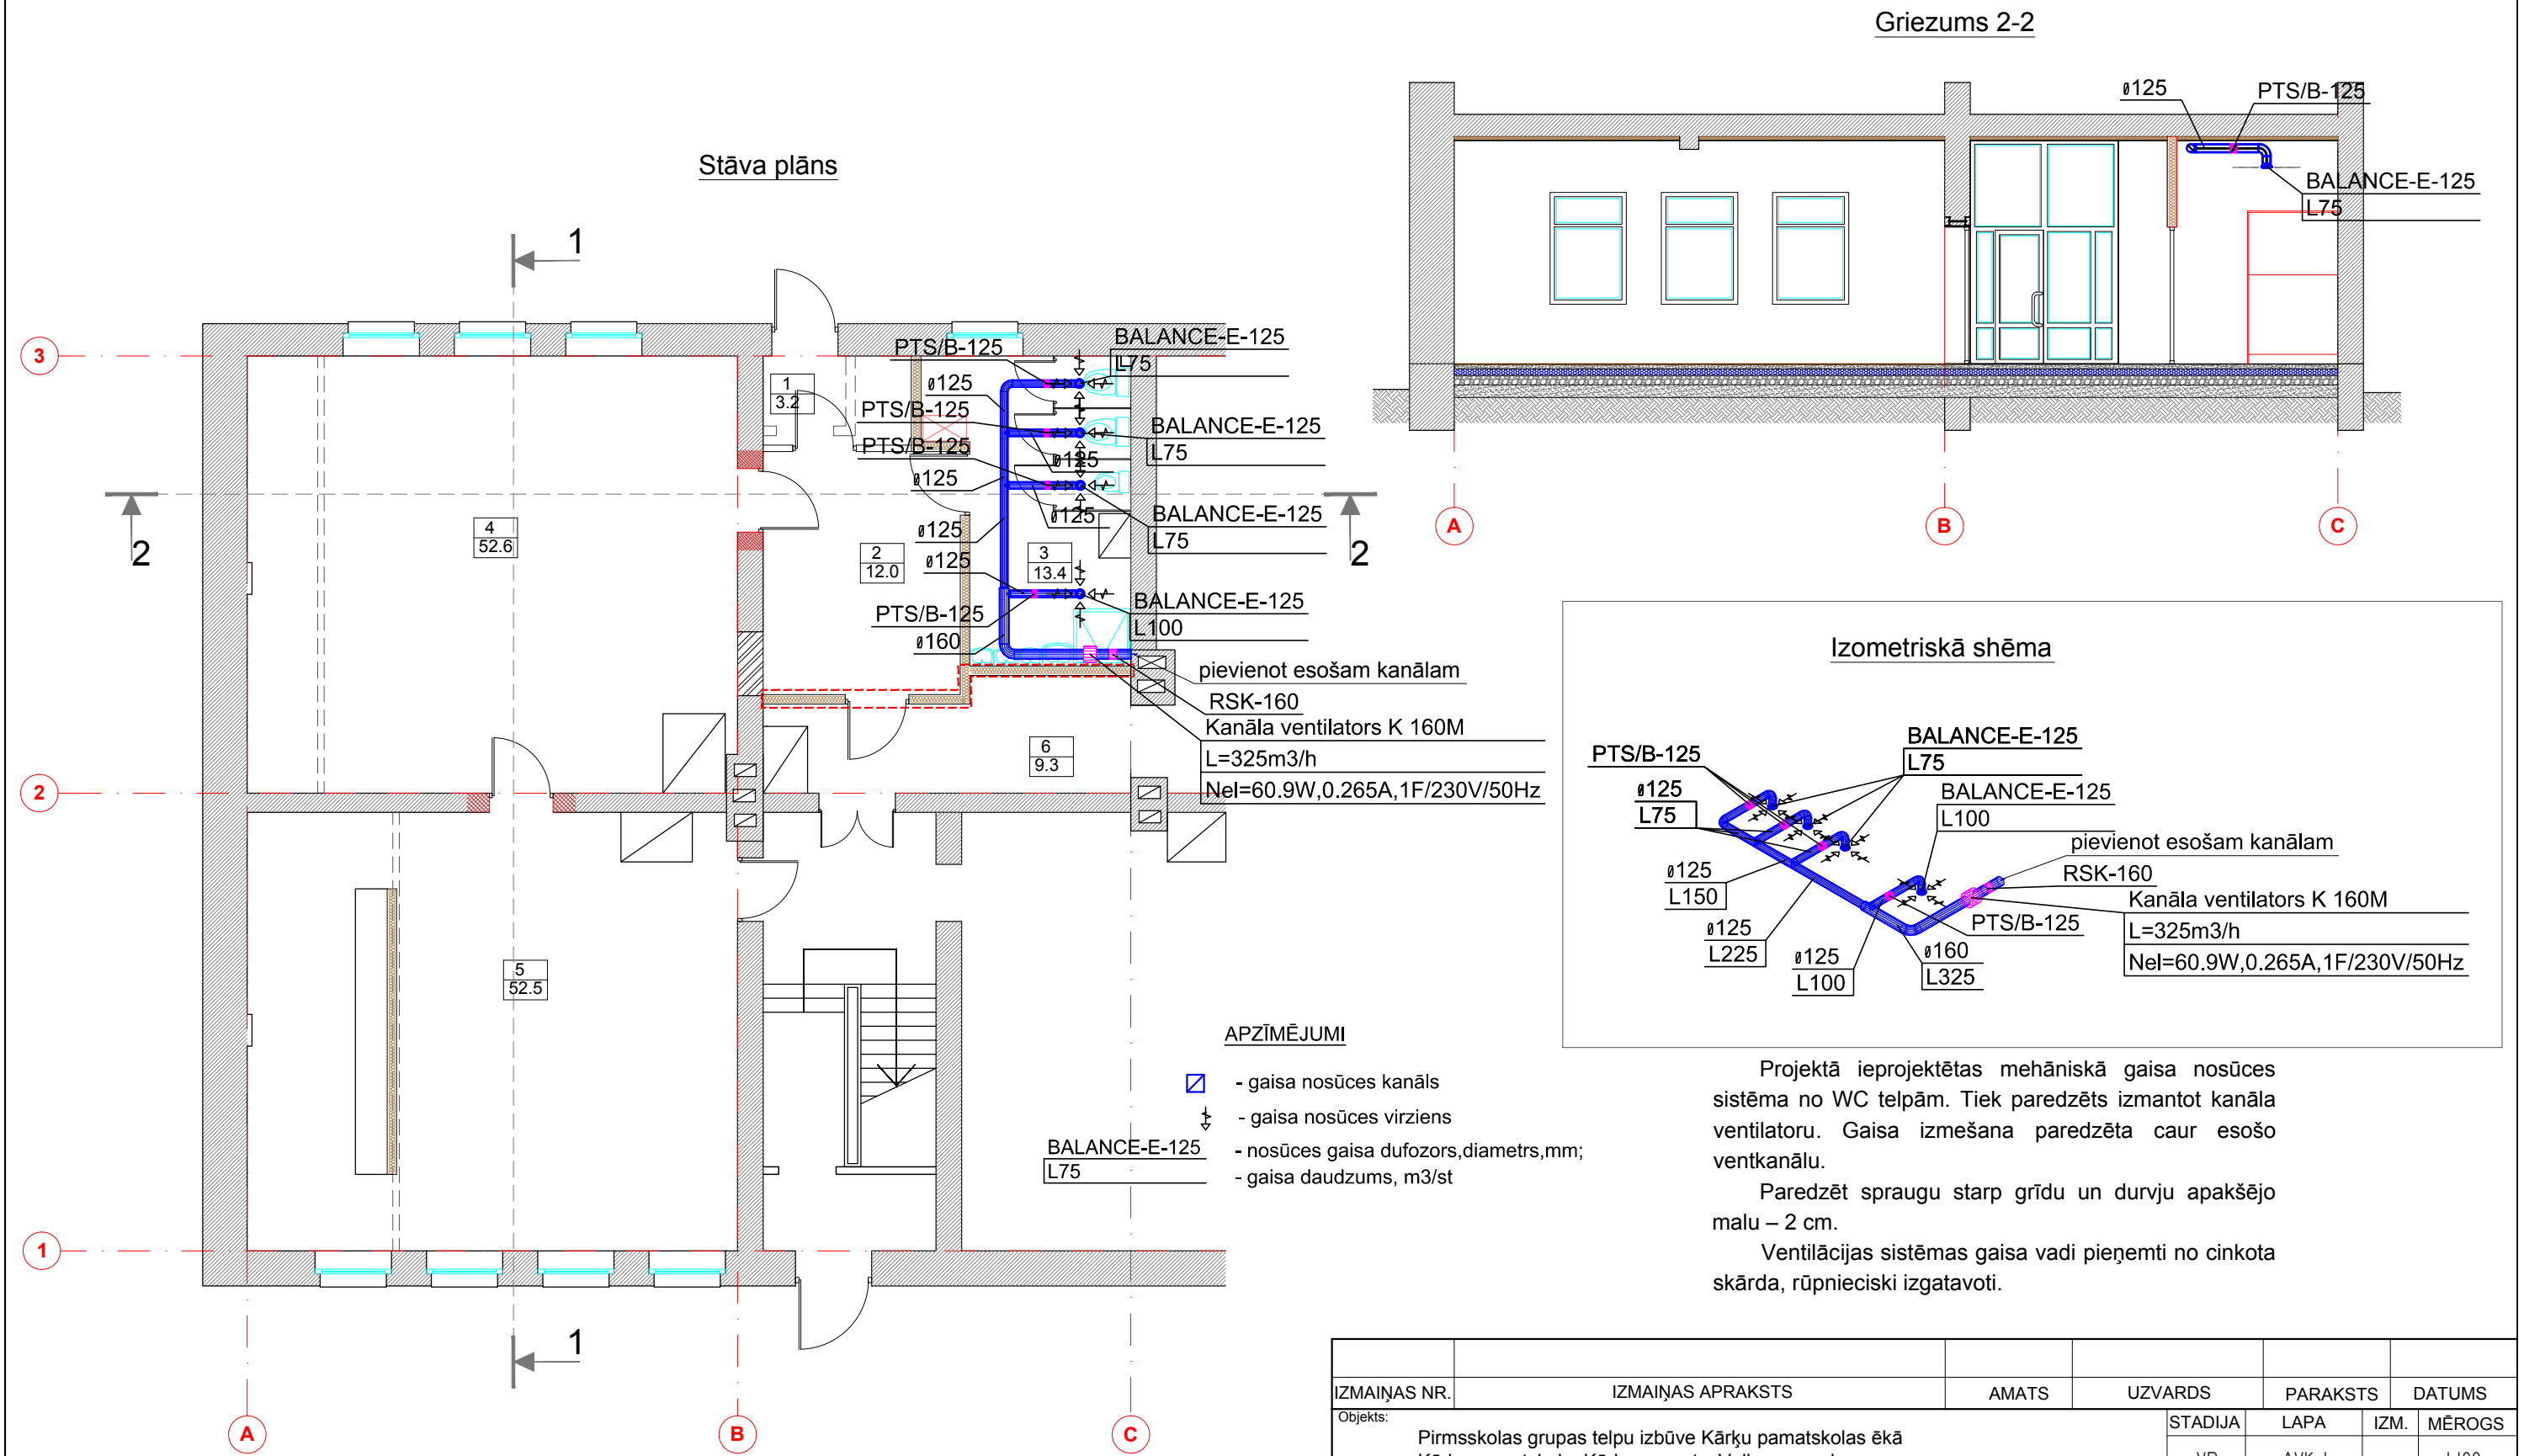 Griezums 2-2
ø125
PTS/B-125
BALANCE-E-125
L75
A
B
C
Stāva plāns
1
3
PTS/B-125
BALANCE-E-125
L75
ø125
1
3.2
PTS/B-125
BALANCE-E-125
L75
PTS/B-125
ø125
ø125
ø125
BALANCE-E-125
L75
2
4
52.6
ø125
2
2
12.0
3
13.4
ø125
BALANCE-E-125
L100
PTS/B-125
ø160
pievienot esošam kanālam
RSK-160
Kanāla ventilators K 160M
L=325m3/h
Nel=60.9W,0.265A,1F/230V/50Hz
6
9.3
2
5
52.5
1
1
A
B
C
Izometriskā shēma
BALANCE-E-125
L75
PTS/B-125
ø125
L75
BALANCE-E-125
L100
pievienot esošam kanālam
RSK-160
ø125
L150
Kanāla ventilators K 160M
L=325m3/h
Nel=60.9W,0.265A,1F/230V/50Hz
PTS/B-125
ø125
L225
ø125
L100
ø160
L325
APZĪMĒJUMI
- gaisa nosūces kanāls
- gaisa nosūces virziens
BALANCE-E-125
L75
- nosūces gaisa dufozors,diametrs,mm;
- gaisa daudzums, m3/st
Projektā ieprojektētas mehāniskā gaisa nosūces
sistēma no WC telpām. Tiek paredzēts izmantot kanāla
ventilatoru. Gaisa izmešana paredzēta caur esošo
ventkanālu.
Paredzēt spraugu starp grīdu un durvju apakšējo
malu – 2 cm.
Ventilācijas sistēmas gaisa vadi pieņemti no cinkota
skārda, rūpnieciski izgatavoti.
IZMAIŅAS NR.
IZMAIŅAS APRAKSTS
AMATS
UZVARDS
PARAKSTS
DATUMS
Objekts:
Pirmsskolas grupas telpu izbūve Kārķu pamatskolas ēkā
STADIJA
LAPA
IZM.
MĒROGS